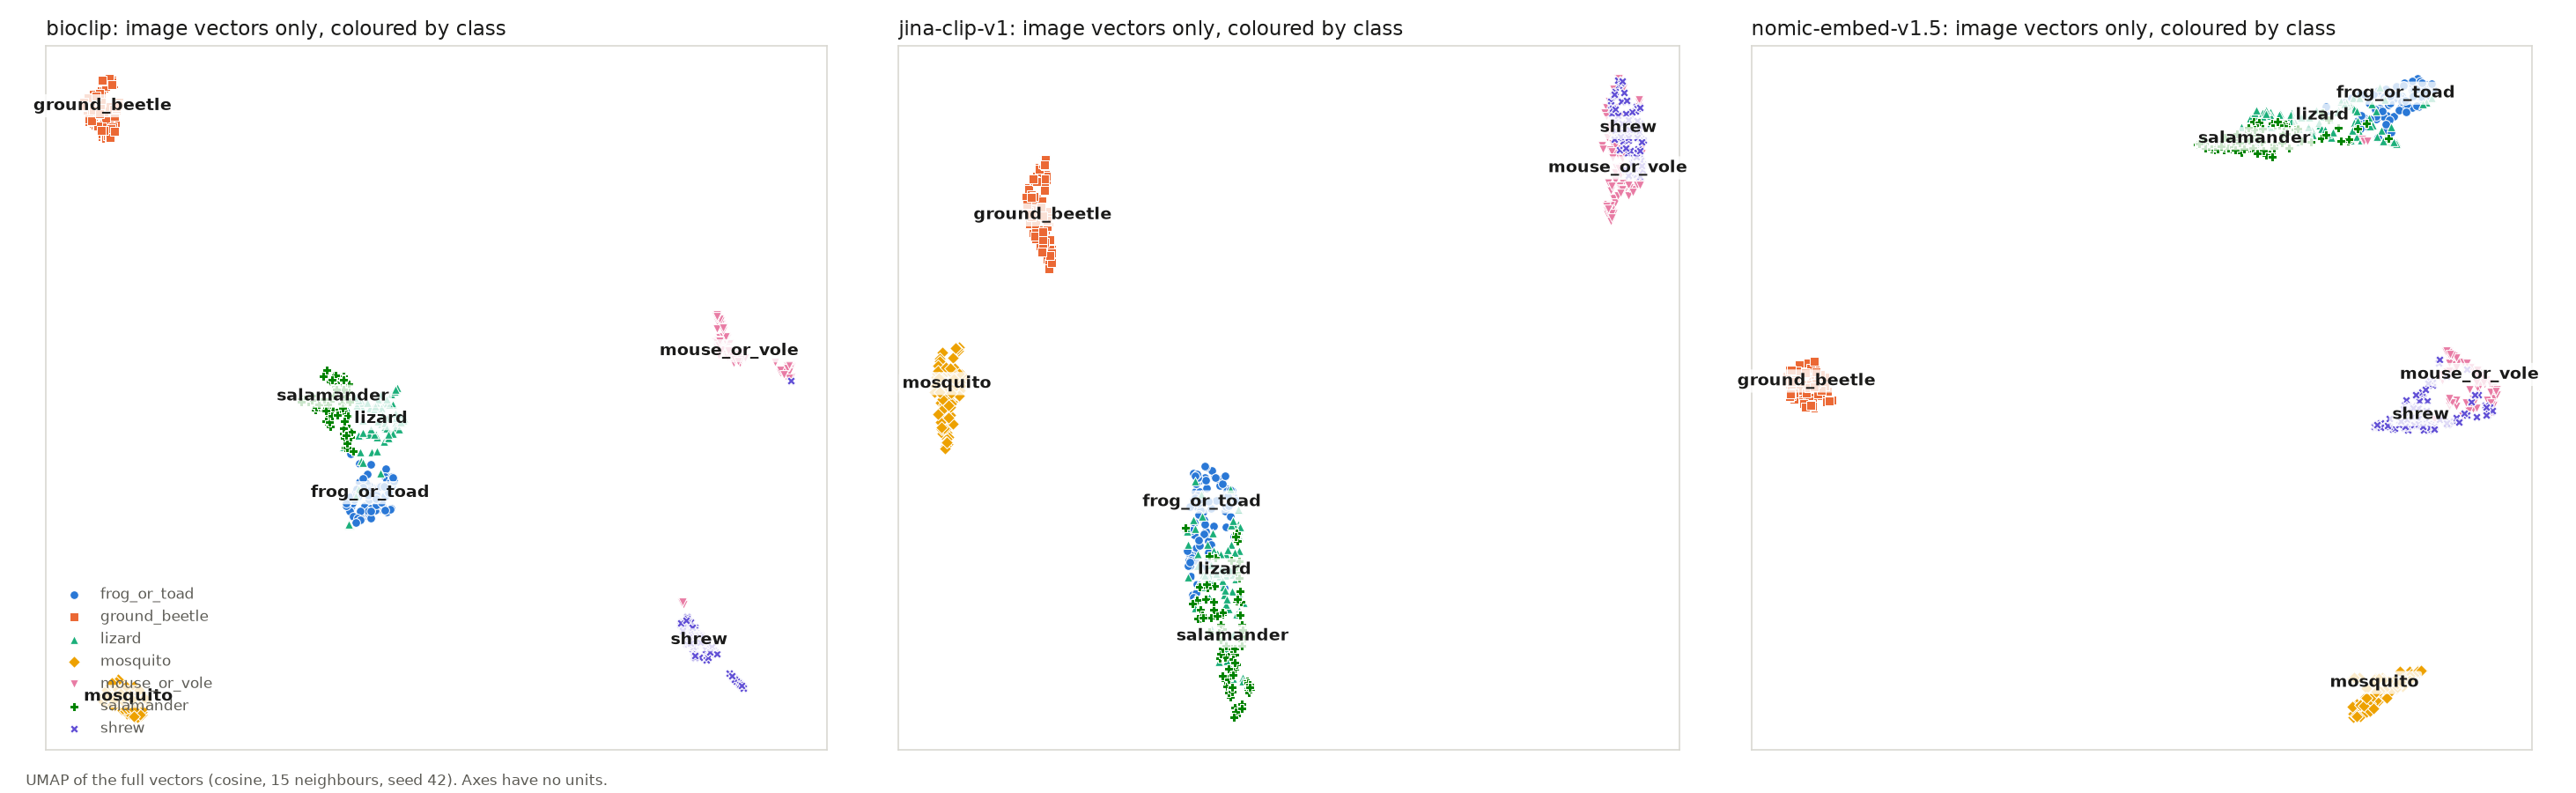 bioclip: image vectors only, coloured by class
ground_beetle
mouse_or_vole
salamander
lizard
frog_or_toad
shrew
mosquito
frog_or_toad
ground_beetle
lizard
mosquito
mouse_or_vole
salamander
shrew
jina-clip-v1: image vectors only, coloured by class
shrew
mouse_or_vole
ground_beetle
mosquito
frog_or_toad
lizard
salamander
nomic-embed-v1.5: image vectors only, coloured by class
frog_or_toad
lizard
salamander
mouse_or_vole
ground_beetle
shrew
mosquito
UMAP of the full vectors (cosine, 15 neighbours, seed 42). Axes have no units.